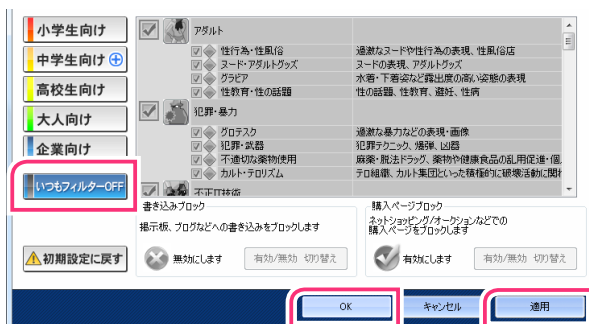 小学生向け
中学生向け
高校生向け
大人向け
企業向け
いつもフィルターOFF
初期設定に戻す
アダルト
性行為・性風俗 過激なヌードや性行為の表現、性風俗店
ヌード・アダルトグッズ ヌードの表現、アダルトグッズ
グラビア 水着・下着姿など露出度の高い姿態の表現
性教育・性の話題 性の話題、性教育、避妊、性病
犯罪・暴力
グロテスク 過激な暴力などの表現・画像
犯罪・武器 犯罪テクニック、爆弾、凶器
不適切な薬物使用 麻薬・脱法ドラッグ、薬物や健康食品の乱用促進・個
カルト・テロリズム テロ組織、カルト集団といった積極的に破壊活動に関わ
不正IT技術
書き込みブロック
掲示板、ブログなどへの書き込みをブロックします
無効にします 有効/無効 切り替え
購入ページブロック
ネットショッピング/オークションなどでの
購入ページをブロックします
有効にします 有効/無効 切り替え
OK キャンセル 適用